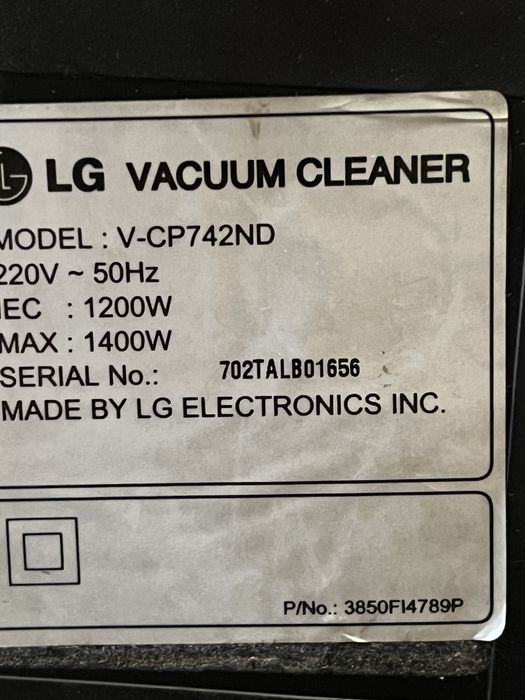 LG VACUUM CLEANER
MODEL : V-CP742ND
220V ~ 50Hz
IEC : 1200W
MAX : 1400W
SERIAL No.: 702TALB01656
MADE BY LG ELECTRONICS INC.
P/No.: 3850FI4789P